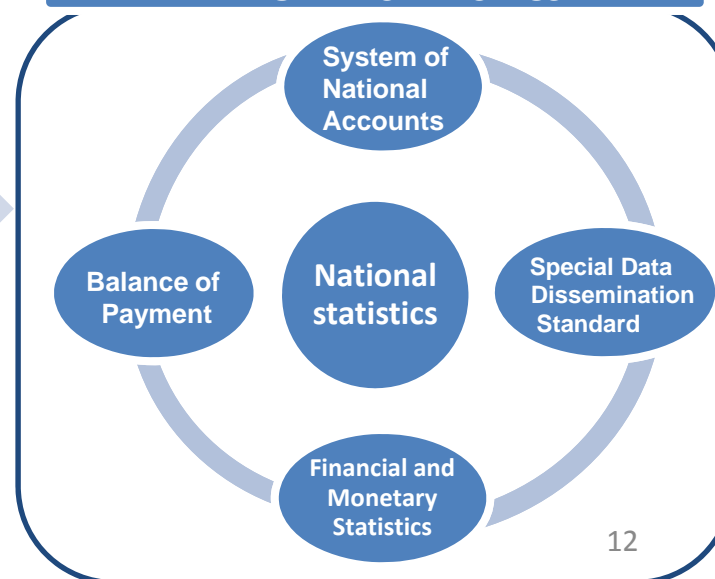 System of
National
Accounts
Balance of
Payment
National
statistics
Special Data
Dissemination
Standard
Financial and
Monetary
Statistics
12